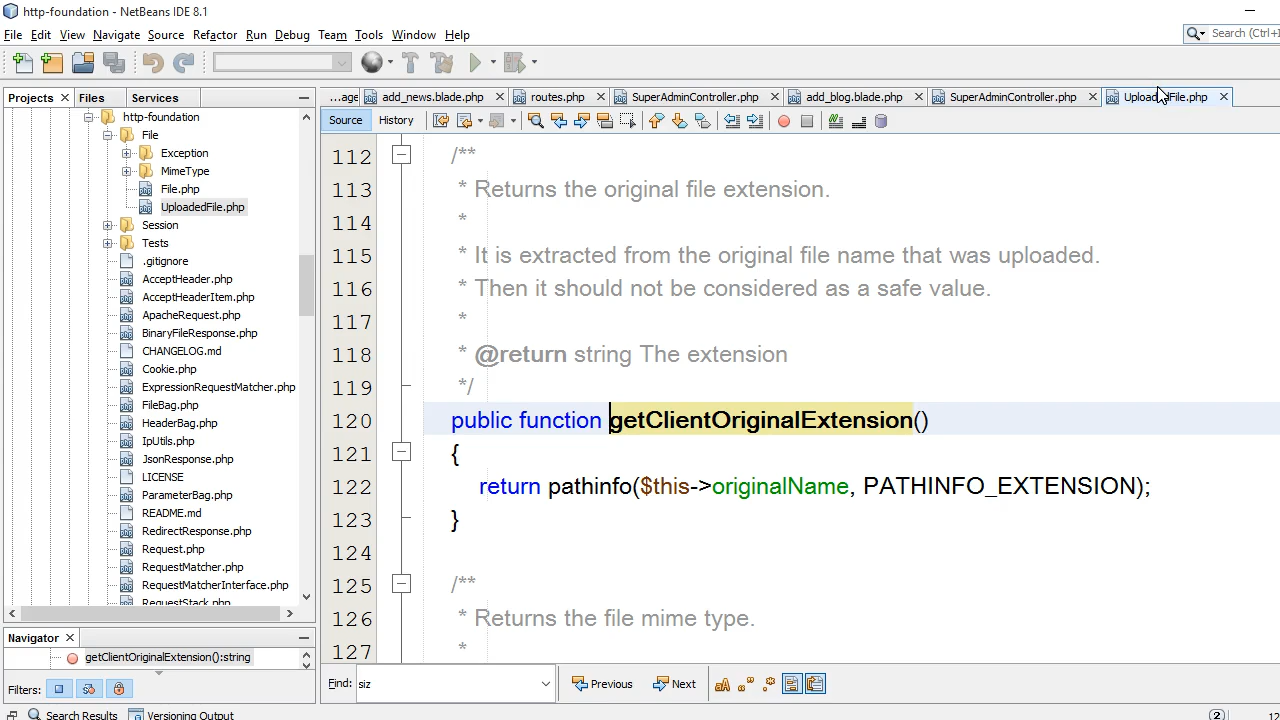 http-foundation - NetBeans IDE 8.1
File Edit View Navigate Source Refactor Run Debug Team Tools Window Help
Search (Ctrl+I
Projects Files Services
...age add_news.blade.php routes.php SuperAdminController.php add_blog.blade.php SuperAdminController.php UploadedFile.php
Source History
http-foundation
File
Exception
MimeType
File.php
UploadedFile.php
Session
Tests
.gitignore
AcceptHeader.php
AcceptHeaderItem.php
ApacheRequest.php
BinaryFileResponse.php
CHANGELOG.md
Cookie.php
ExpressionRequestMatcher.php
FileBag.php
HeaderBag.php
IpUtils.php
JsonResponse.php
LICENSE
ParameterBag.php
README.md
RedirectResponse.php
Request.php
RequestMatcher.php
RequestMatcherInterface.php
RequestStack.php
112 /**
113 * Returns the original file extension.
114 *
115 * It is extracted from the original file name that was uploaded.
116 * Then it should not be considered as a safe value.
117 *
118 * @return string The extension
119 */
120 public function getClientOriginalExtension()
121 {
122 return pathinfo($this->originalName, PATHINFO_EXTENSION);
123 }
124
125 /**
126 * Returns the file mime type.
127 *
Navigator
getClientOriginalExtension():string
Filters:
Find: siz Previous Next
Search Results Versioning Output
2 12